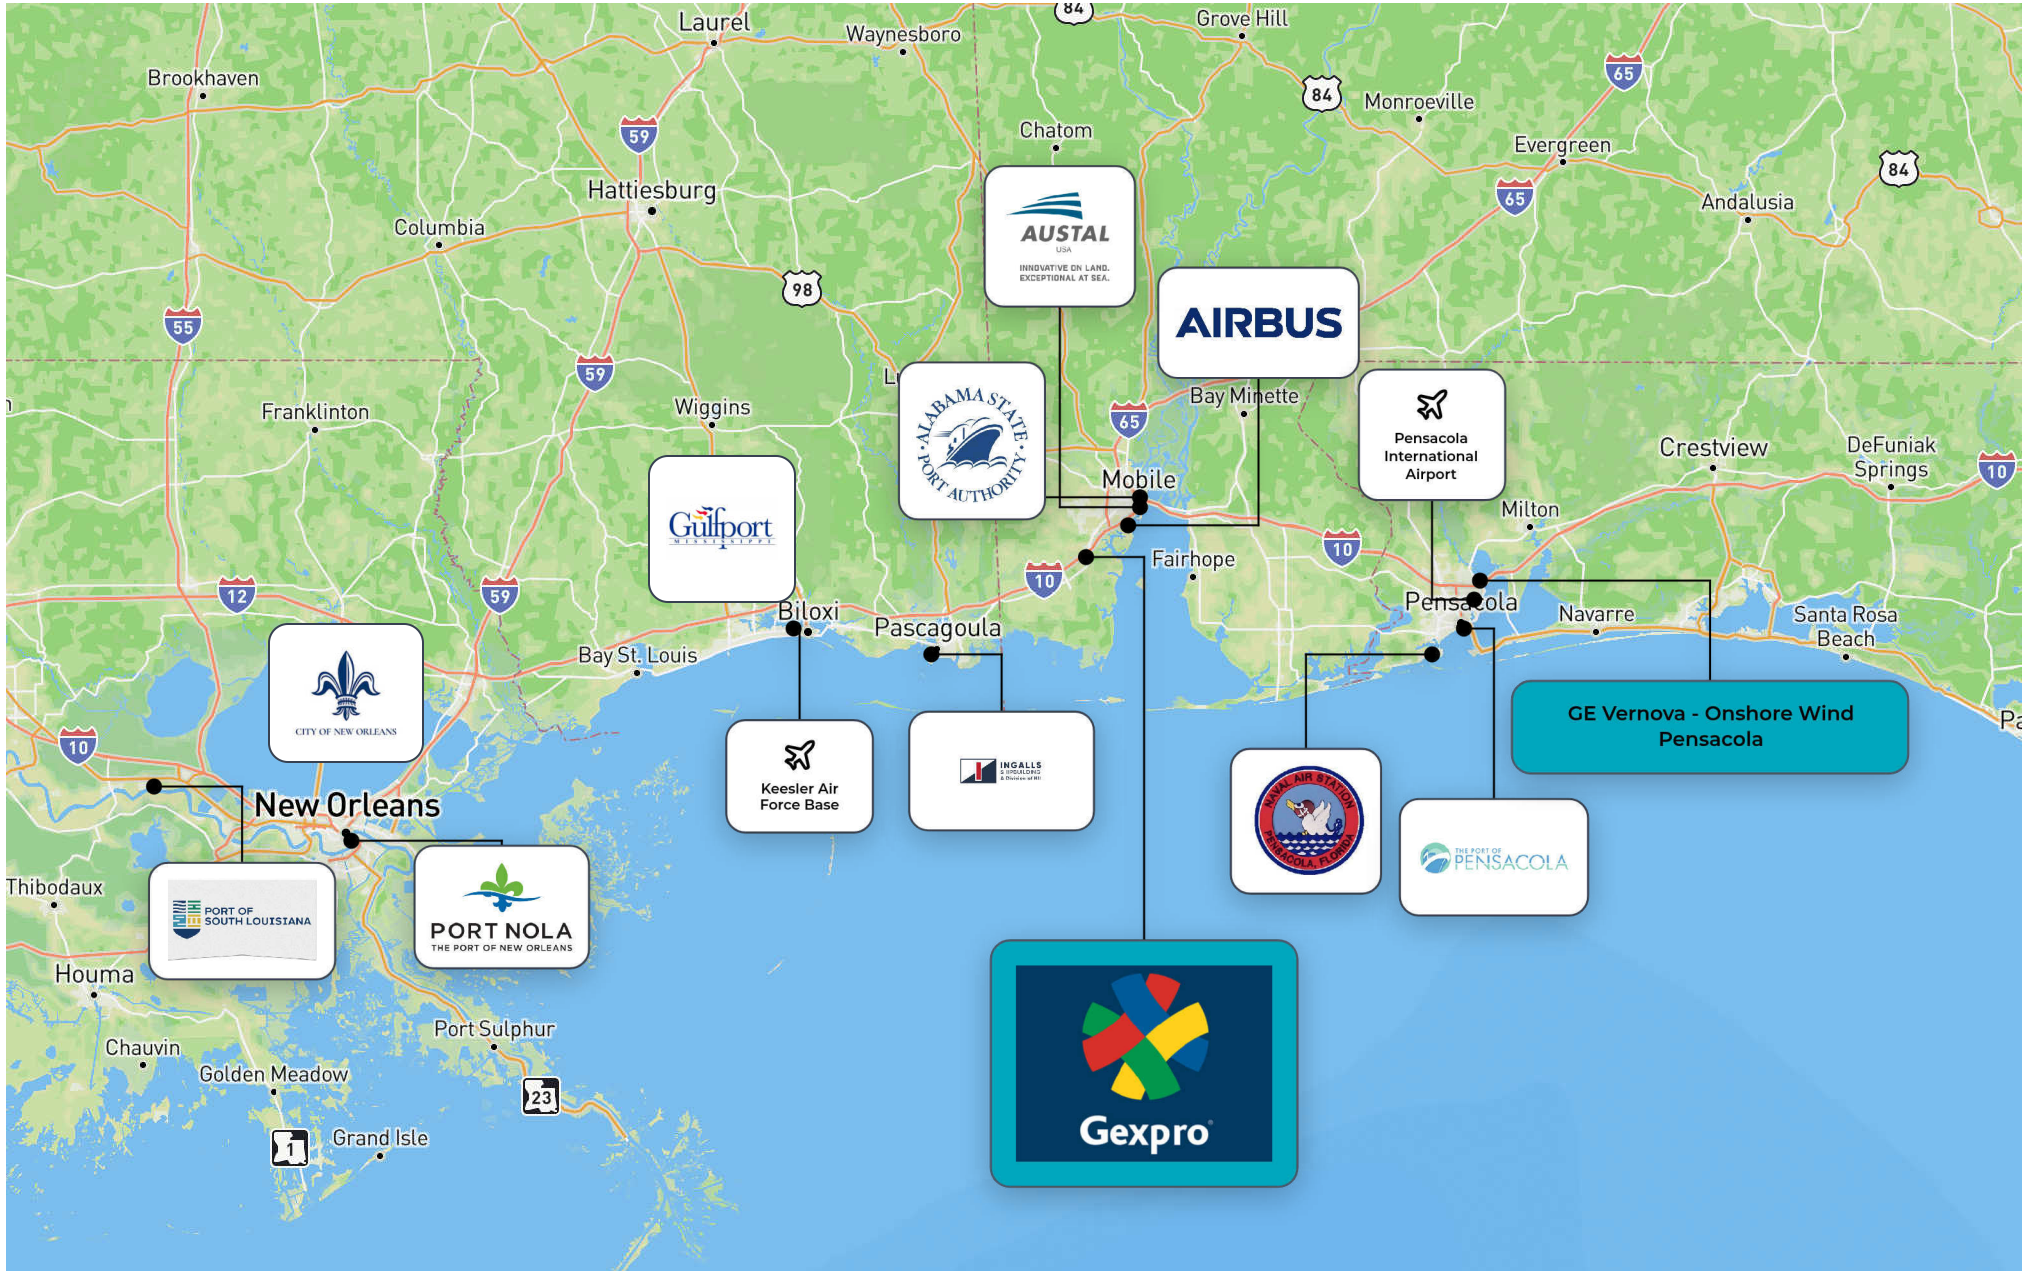 84
Laurel
Waynesboro
Grove Hill
Brookhaven
65
84
Monroeville
59
Chatom
Evergreen
84
Hattiesburg
65
Andalusia
Columbia
AUSTAL
USA
INNOVATIVE ON LAND.
EXCEPTIONAL AT SEA.
98
55
AIRBUS
59
Bay Minette
Franklinton
Wiggins
ALABAMA STATE
PORT AUTHORITY
65
Pensacola
International
Airport
Crestview
DeFuniak
Springs
10
Mobile
Gulfport
MISSISSIPPI
Milton
10
Fairhope
10
12
59
Biloxi
Pascagoula
Pensacola
Navarre
Santa Rosa
Beach
Bay St. Louis
CITY OF NEW ORLEANS
10
GE Vernova - Onshore Wind
Pensacola
Pa
Keesler Air
Force Base
INGALLS
SHIPBUILDING
A Division of HII
NAVAL AIR STATION
PENSACOLA, FLORIDA
New Orleans
THE PORT OF
PENSACOLA
Thibodaux
PORT OF
SOUTH LOUISIANA
PORT NOLA
THE PORT OF NEW ORLEANS
Houma
Port Sulphur
Chauvin
Golden Meadow
23
Grand Isle
1
Gexpro